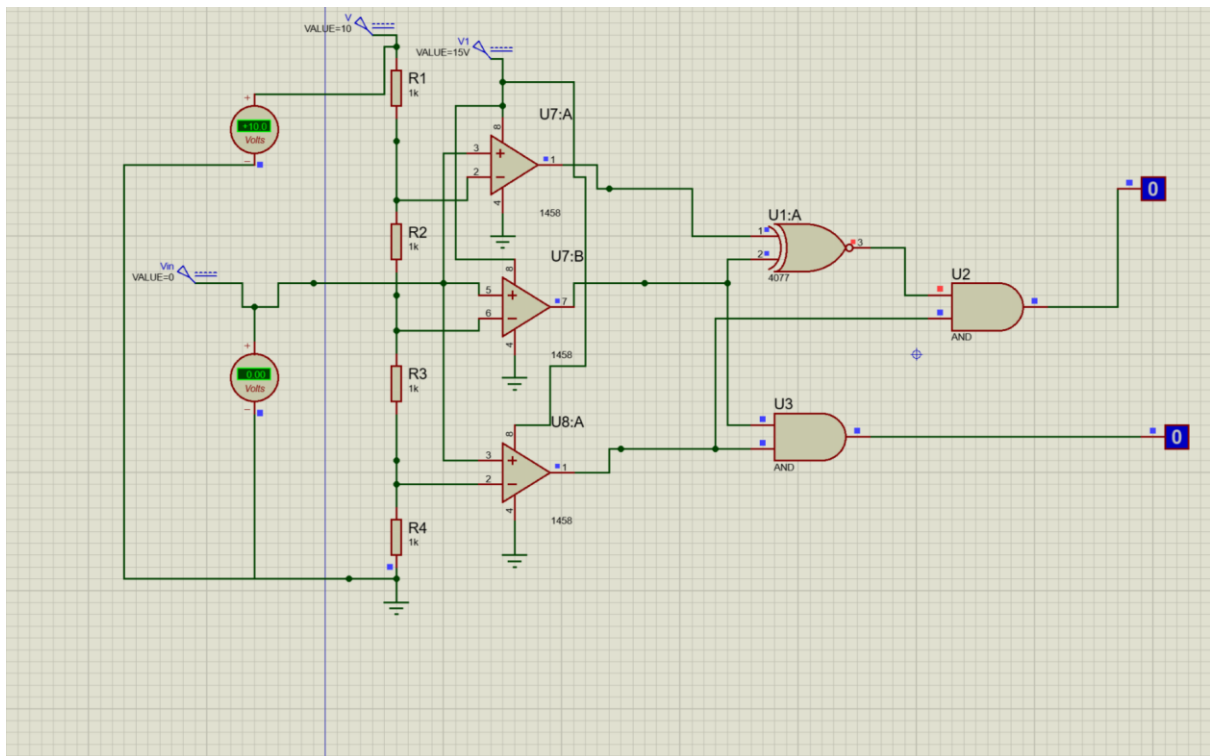 V
VALUE=10
V1
VALUE=15V
R1
1k
+10.0
Volts
+
−
U7:A
8
3
+
1
2
−
4
1458
R2
1k
U1:A
1
3
2
4077
U7:B
Vin
VALUE=0
8
5
+
7
6
−
4
1458
U2
AND
0
R3
1k
+
0.00
Volts
−
U8:A
8
3
+
1
2
−
4
1458
U3
AND
0
R4
1k